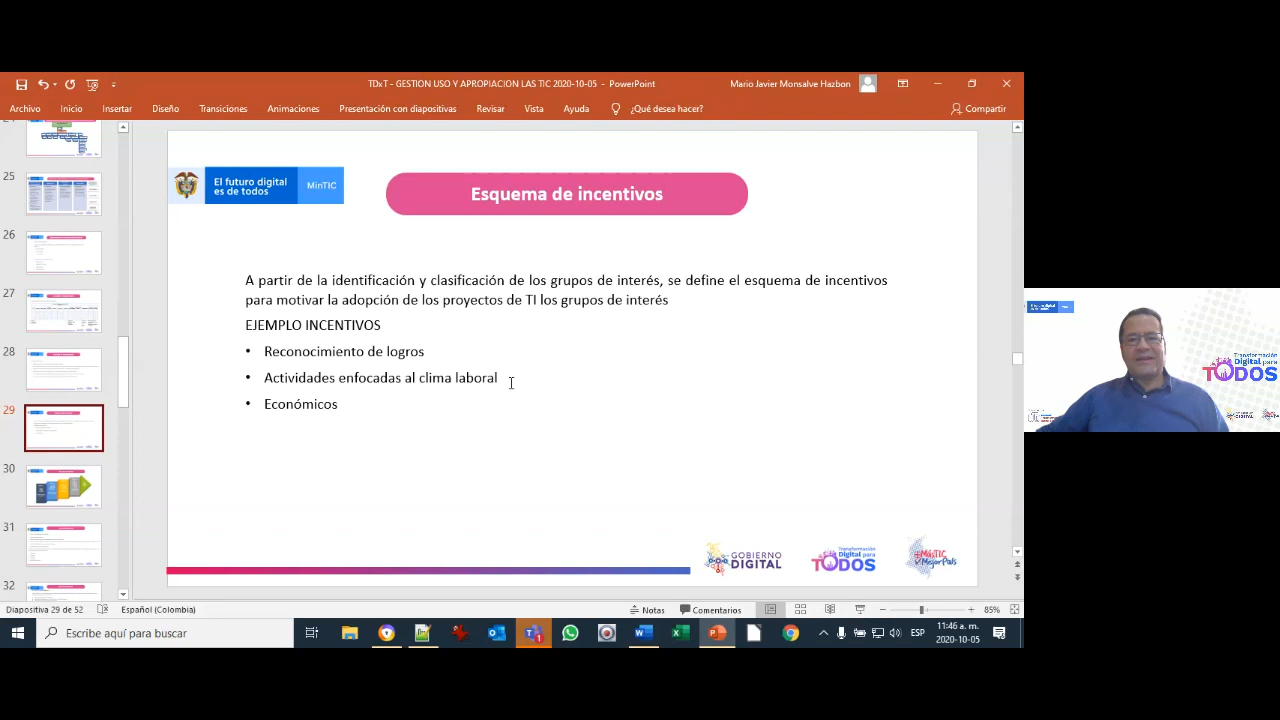 TDxT - GESTION USO Y APROPIACION LAS TIC 2020-10-05 - PowerPoint
Mario Javier Monsalve Hazbon
Archivo Inicio Insertar Diseño Transiciones Animaciones Presentación con diapositivas Revisar Vista Ayuda ¿Qué desea hacer? Compartir
25
26
27
28
29
30
31
32
El futuro digital
es de todos
MinTIC
Esquema de incentivos
A partir de la identificación y clasificación de los grupos de interés, se define el esquema de incentivos
para motivar la adopción de los proyectos de TI los grupos de interés
EJEMPLO INCENTIVOS
• Reconocimiento de logros
• Actividades enfocadas al clima laboral
• Económicos
GOBIERNO
DIGITAL
Transformación
Digital para
TODOS
#MásTIC
MejorPaís
Transformación
Digital para
TODOS
Diapositiva 29 de 52 Español (Colombia) Notas Comentarios 85%
Escribe aquí para buscar
ESP
11:46 a. m.
2020-10-05